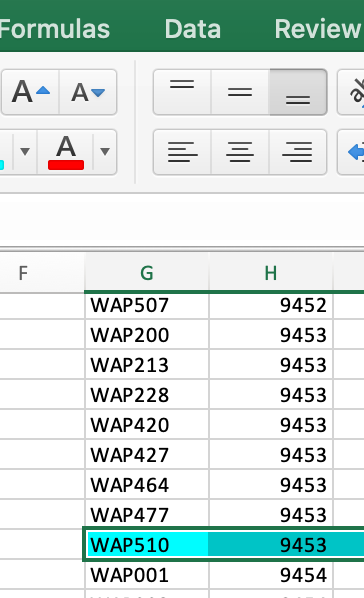 Formulas Data Review
A A
A
F G H
WAP507 9452
WAP200 9453
WAP213 9453
WAP228 9453
WAP420 9453
WAP427 9453
WAP464 9453
WAP477 9453
WAP510 9453
WAP001 9454